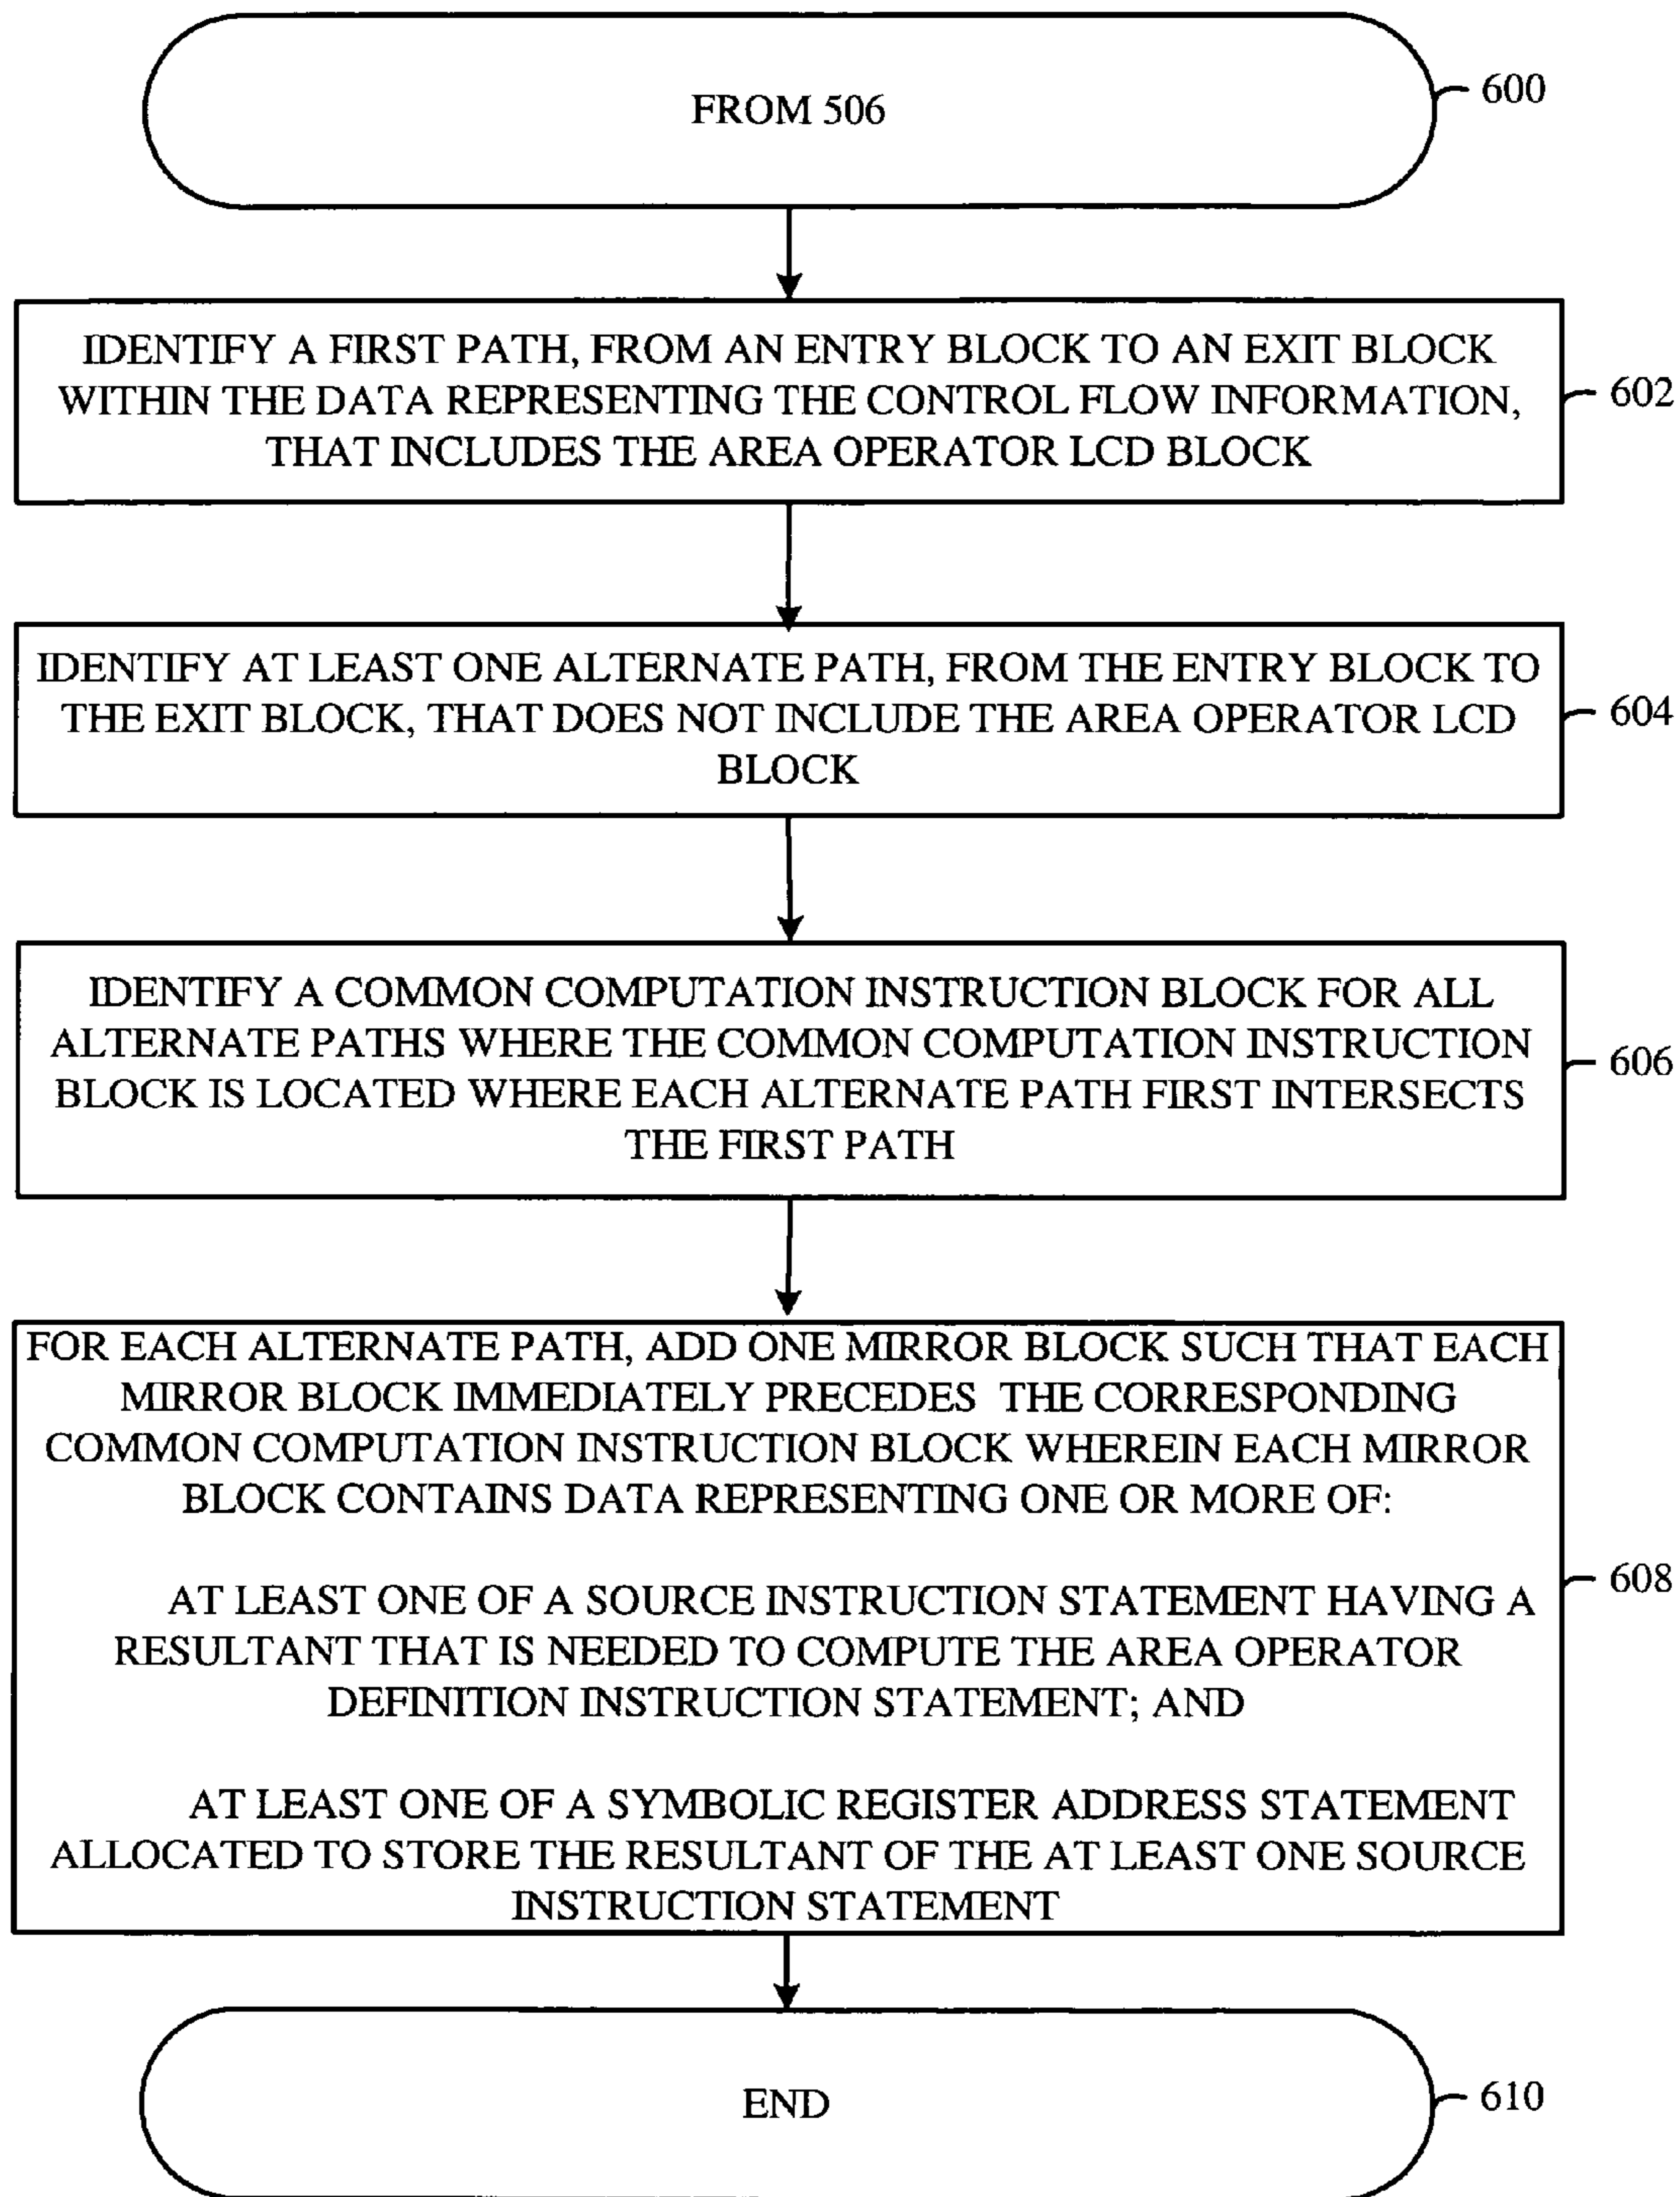 FROM 506
600
IDENTIFY A FIRST PATH, FROM AN ENTRY BLOCK TO AN EXIT BLOCK
WITHIN THE DATA REPRESENTING THE CONTROL FLOW INFORMATION,
THAT INCLUDES THE AREA OPERATOR LCD BLOCK
602
IDENTIFY AT LEAST ONE ALTERNATE PATH, FROM THE ENTRY BLOCK TO
THE EXIT BLOCK, THAT DOES NOT INCLUDE THE AREA OPERATOR LCD
BLOCK
604
IDENTIFY A COMMON COMPUTATION INSTRUCTION BLOCK FOR ALL
ALTERNATE PATHS WHERE THE COMMON COMPUTATION INSTRUCTION
BLOCK IS LOCATED WHERE EACH ALTERNATE PATH FIRST INTERSECTS
THE FIRST PATH
606
FOR EACH ALTERNATE PATH, ADD ONE MIRROR BLOCK SUCH THAT EACH
MIRROR BLOCK IMMEDIATELY PRECEDES THE CORRESPONDING
COMMON COMPUTATION INSTRUCTION BLOCK WHEREIN EACH MIRROR
BLOCK CONTAINS DATA REPRESENTING ONE OR MORE OF:
AT LEAST ONE OF A SOURCE INSTRUCTION STATEMENT HAVING A
RESULTANT THAT IS NEEDED TO COMPUTE THE AREA OPERATOR
DEFINITION INSTRUCTION STATEMENT; AND
AT LEAST ONE OF A SYMBOLIC REGISTER ADDRESS STATEMENT
ALLOCATED TO STORE THE RESULTANT OF THE AT LEAST ONE SOURCE
INSTRUCTION STATEMENT
608
END
610